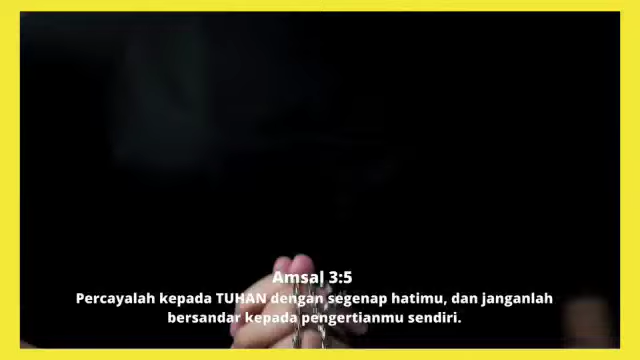 Amsal 3:5
Percayalah kepada TUHAN dengan segenap hatimu, dan janganlah
bersandar kepada pengertianmu sendiri.